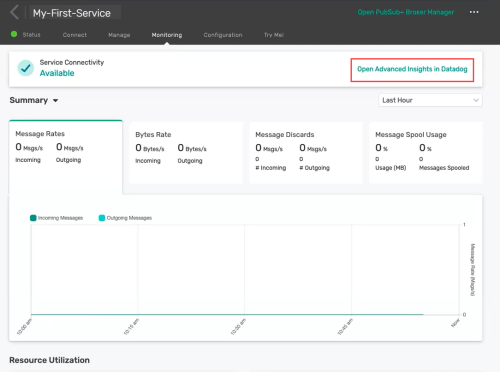 My-First-Service
Open PubSub+ Broker Manager
Status Connect Manage Monitoring Configuration Try Me!
Service Connectivity
Available
Open Advanced Insights in Datadog
Summary
Last Hour
Message Rates
0 Msgs/s 0 Msgs/s
Incoming Outgoing
Bytes Rate
0 Bytes/s 0 Bytes/s
Incoming Outgoing
Message Discards
0 Msgs/s 0 Msgs/s
0 0
# Incoming # Outgoing
Message Spool Usage
0 % 0 %
0 0
Usage (MB) Messages Spooled
Incoming Messages Outgoing Messages
1
Message Rate (Msgs/s)
0
10:00 am 10:15 am 10:30 am 10:45 am Now
Resource Utilization